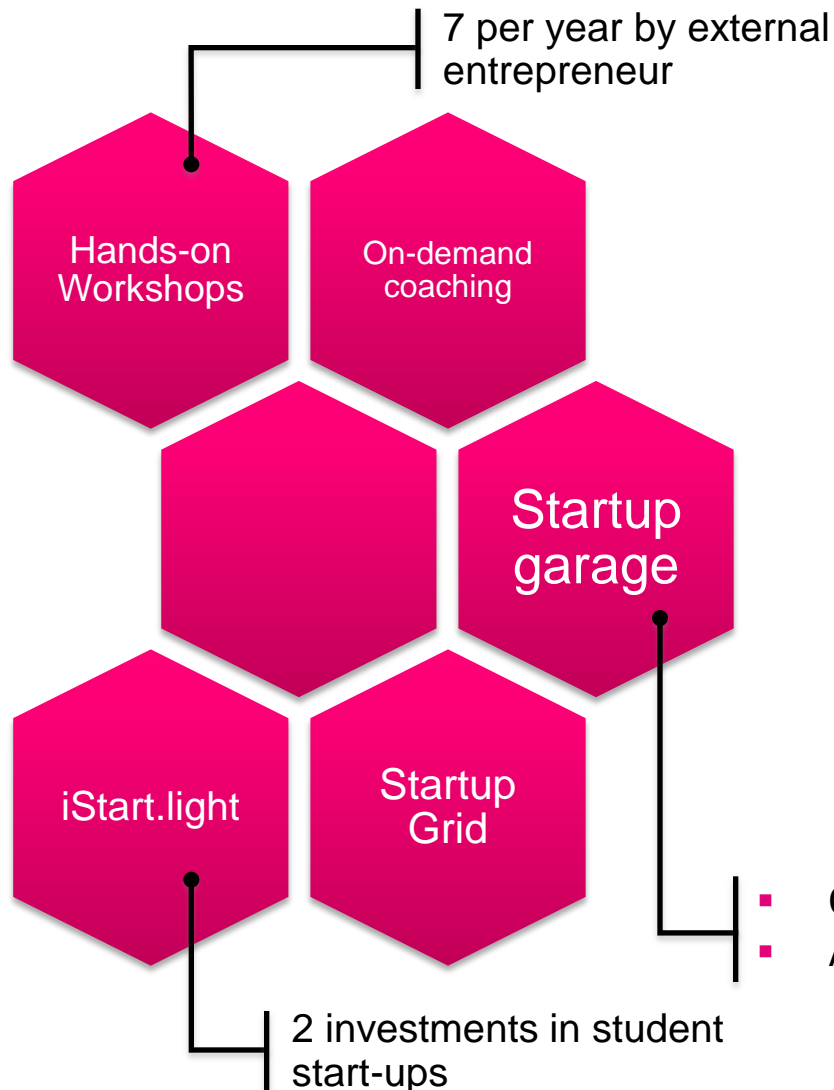 7 per year by external
entrepreneur
Hands-on
Workshops
On-demand
coaching
Startup
garage
iStart.light
Startup
Grid
2 investments in student
start-ups